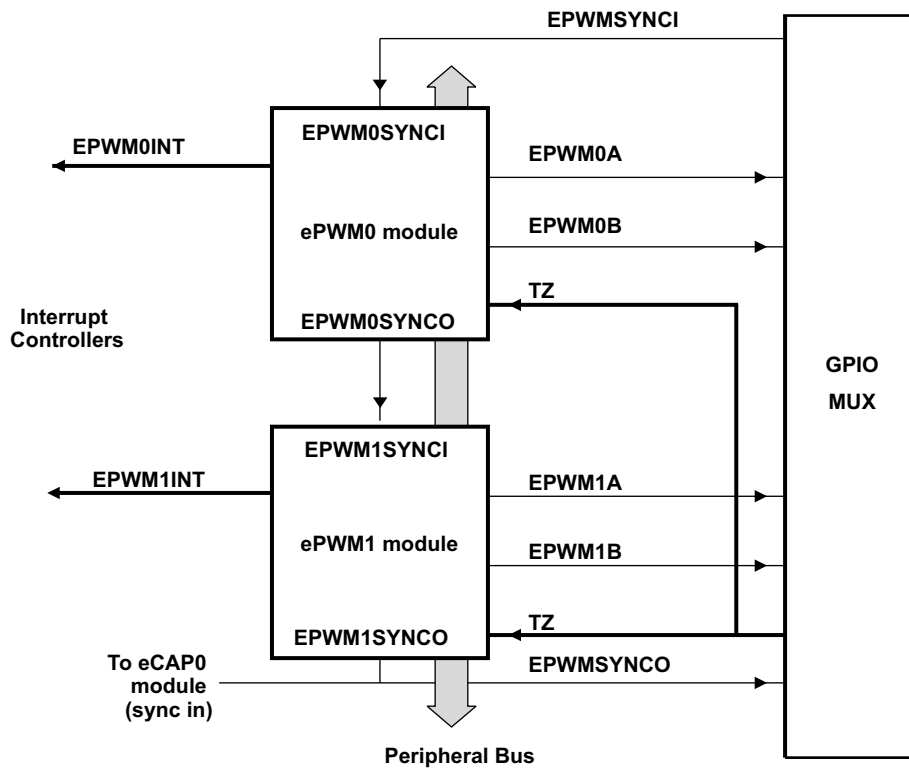 EPWMSYNCI
EPWM0SYNCI
EPWM0INT
EPWM0A
ePWM0 module
EPWM0B
TZ
EPWM0SYNCO
Interrupt
Controllers
GPIO
MUX
EPWM1SYNCI
EPWM1INT
EPWM1A
ePWM1 module
EPWM1B
TZ
EPWM1SYNCO
To eCAP0
module
(sync in)
EPWMSYNCO
Peripheral Bus